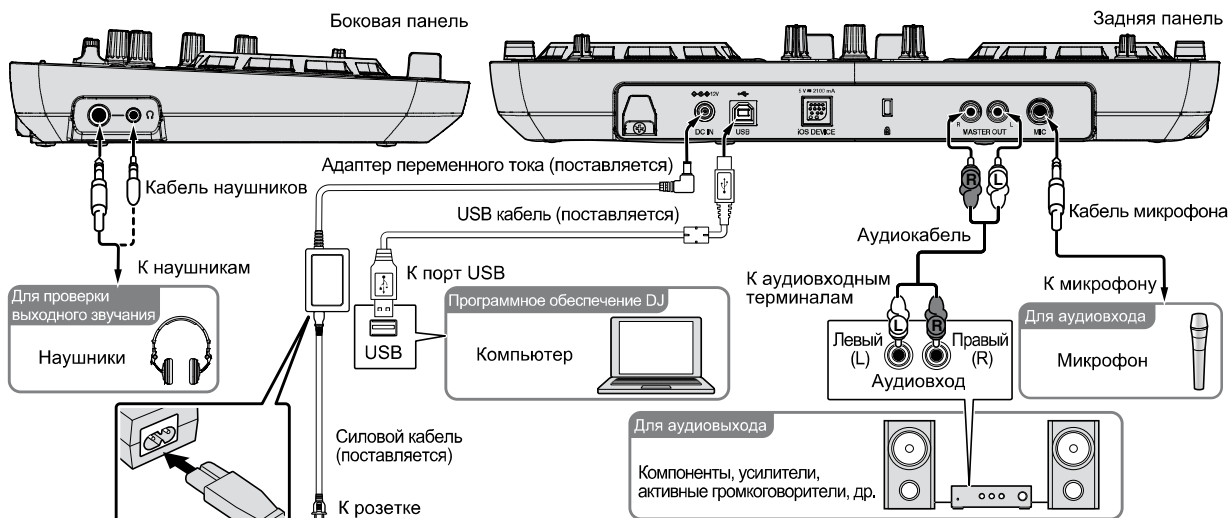 Боковая панель
Задняя панель
12V
DC IN
USB
5 V 2100 mA
iOS DEVICE
R
L
MASTER OUT
MIC
Адаптер переменного тока (поставляется)
Кабель наушников
USB кабель (поставляется)
R
L
Кабель микрофона
Аудиокабель
К наушникам
К порт USB
К аудиовходным
терминалам
К микрофону
Для проверки
выходного звучания
Наушники
USB
Программное обеспечение DJ
Компьютер
L
R
Левый
(L)
Правый
(R)
Аудиовход
Для аудиовхода
Микрофон
Силовой кабель
(поставляется)
К розетке
Для аудиовыхода
Компоненты, усилители,
активные громкоговорители, др.